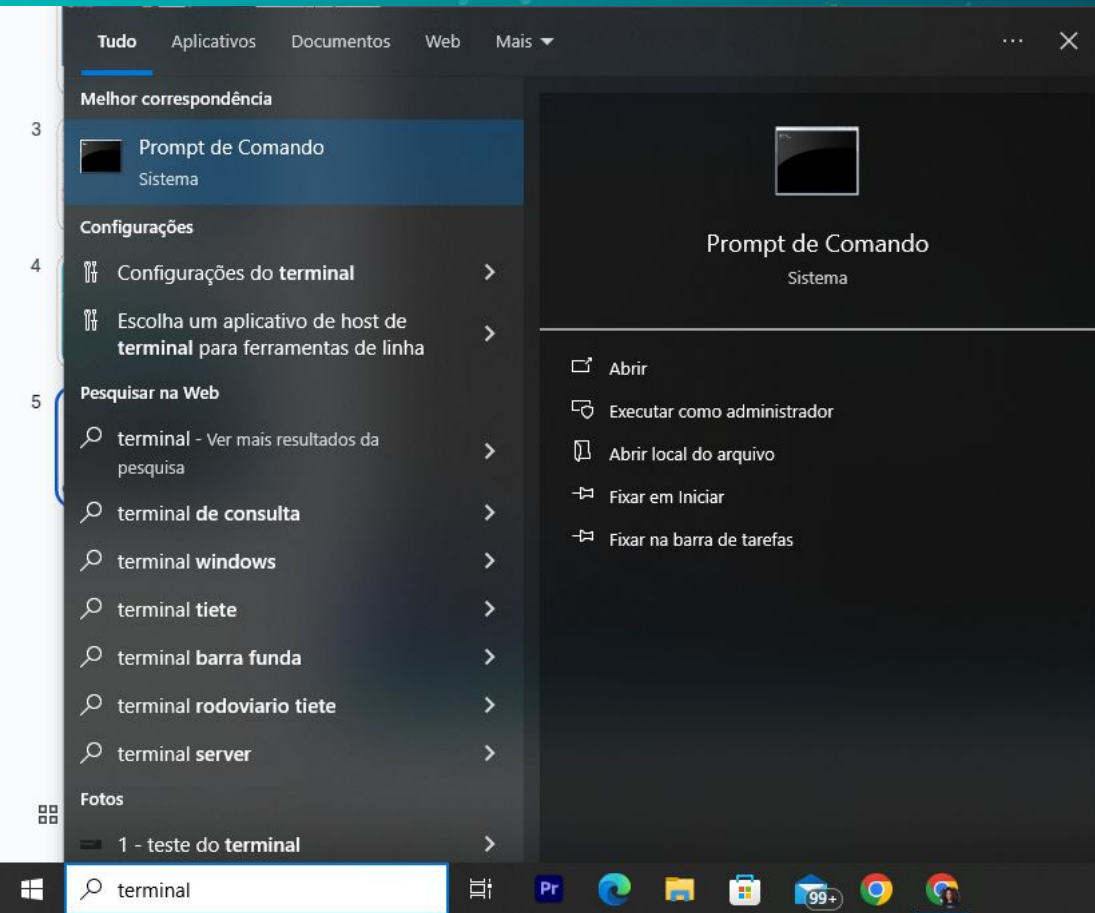 Tudo Aplicativos Documentos Web Mais
Melhor correspondência
3
Prompt de Comando
Sistema
Configurações
4
Configurações do terminal
Escolha um aplicativo de host de
terminal para ferramentas de linha
5
Pesquisar na Web
terminal - Ver mais resultados da
pesquisa
terminal de consulta
terminal windows
terminal tiete
terminal barra funda
terminal rodoviario tiete
terminal server
Fotos
1 - teste do terminal
Prompt de Comando
Sistema
Abrir
Executar como administrador
Abrir local do arquivo
Fixar em Iniciar
Fixar na barra de tarefas
terminal
Pr
99+